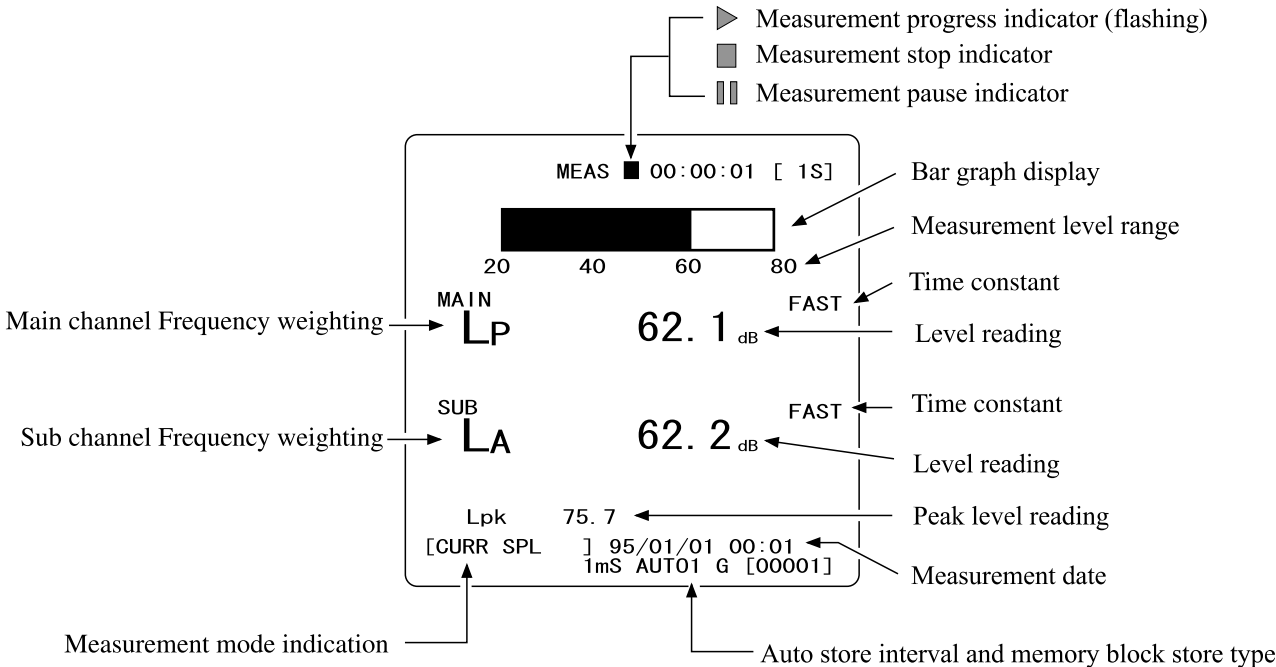 Measurement progress indicator (flashing)
Measurement stop indicator
Measurement pause indicator
MEAS 00:00:01 [ 1S]
Bar graph display
Measurement level range
20 40 60 80
Time constant
MAIN
FAST
Main channel Frequency weighting
LP
62.1 dB
Level reading
SUB
FAST
Time constant
Sub channel Frequency weighting
LA
62.2 dB
Level reading
Lpk 75.7
Peak level reading
[CURR SPL ] 95/01/01 00:01
1mS AUTO1 G [00001]
Measurement date
Measurement mode indication
Auto store interval and memory block store type